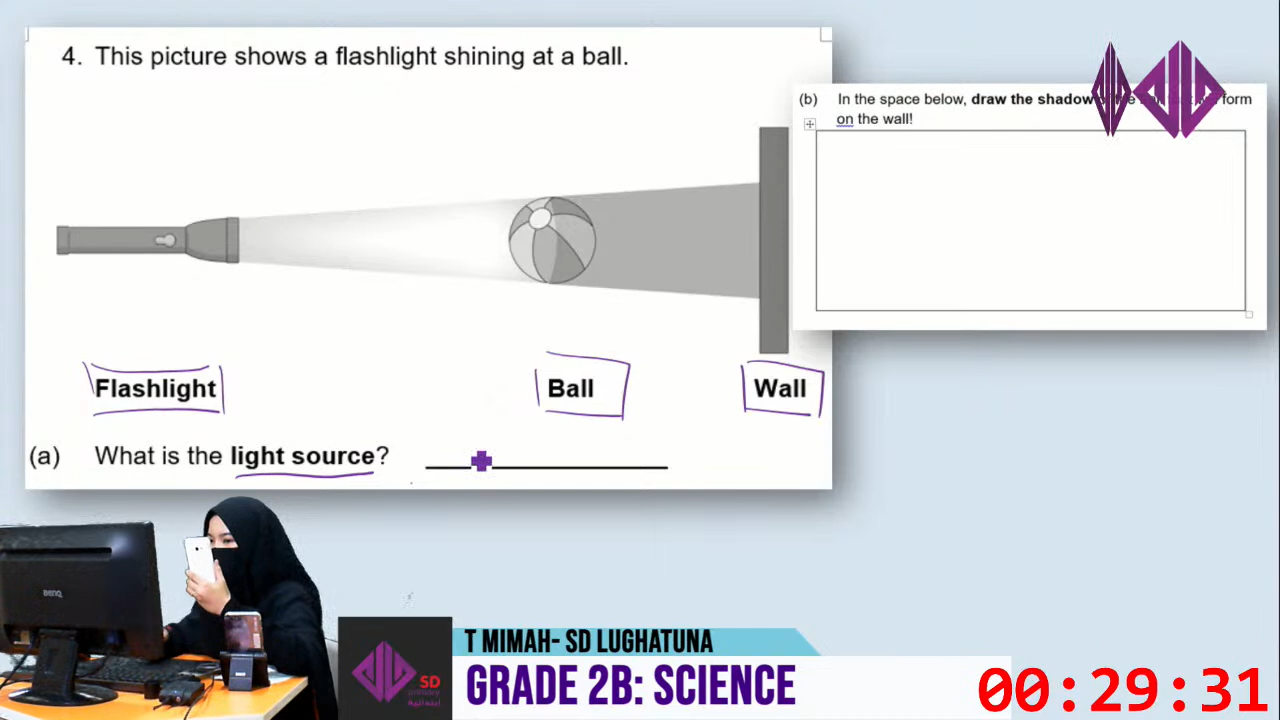 4. This picture shows a flashlight shining at a ball.
(b) In the space below, draw the shadow form
on the wall!
Flashlight Ball Wall
(a) What is the light source?
BenQ
T MIMAH- SD LUGHATUNA
SD
primary
GRADE 2B: SCIENCE
00:29:31